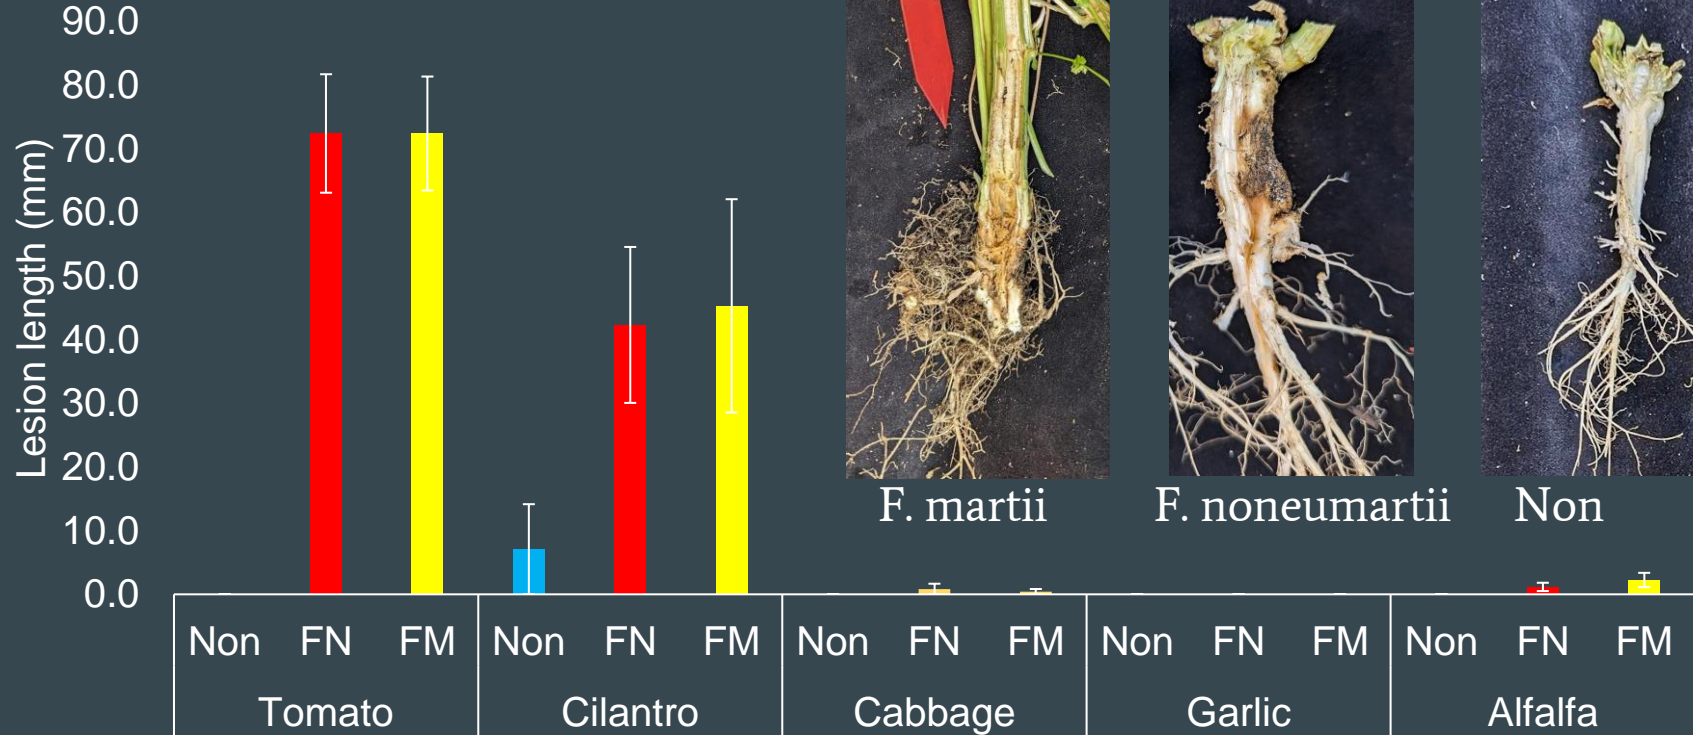 90.0
80.0
70.0
60.0
50.0
40.0
30.0
20.0
10.0
0.0
Lesion length (mm)
F. martii F. noneumartii Non
Non FN FM Non FN FM Non FN FM Non FN FM Non FN FM
Tomato Cilantro Cabbage Garlic Alfalfa